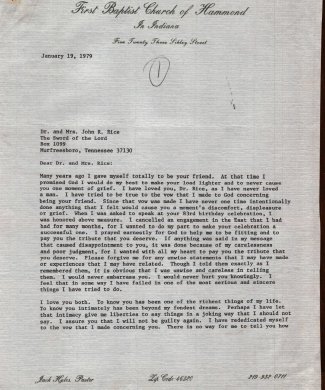 First Baptist Church of Hammond
In Indiana
Five Twenty Three Sibley Street
January 19, 1979
1
Dr. and Mrs. John R. Rice
The Sword of the Lord
Box 1099
Murfreesboro, Tennessee 37130
Dear Dr. and Mrs. Rice:
Many years ago I gave myself totally to be your friend. At that time I
promised God I would do my best to make your load lighter and to never cause
you one moment of grief. I have loved you, Dr. Rice, as I have never loved
a man. I have tried to be true to the vow that I made to God concerning
being your friend. Since that vow was made I have never one time intentionally
done anything that I felt would cause you a moment's discomfort, displeasure
or grief. When I was asked to speak at your 83rd birthday celebration, I
was honored above measure. I cancelled an engagement in the East that I had
had for many months, for I wanted to do my part to make your celebration a
successful one. I prayed earnestly for God to help me to be fitting and to
pay you the tribute that you deserve. If anything was said in my message
that caused disappointment to you, it was done because of my carelessness
and poor judgment, for I wanted with all my heart to pay you the tribute that
you deserve. Please forgive me for any unwise statements that I may have made
or experiences that I may have related. Though I told them exactly as I
remembered them, it is obvious that I was unwise and careless in telling
them. I would never embarrass you. I would never hurt you knowingly. I
feel that in some way I have failed in one of the most serious and sincere
things I have tried to do.
I love you both. To know you has been one of the richest things of my life.
To know you intimately has been beyond my fondest dreams. Perhaps I have let
that intimacy give me liberties to say things in a joking way that I should not
say. I assure you that I will not be guilty again. I have rededicated myself
to the vow that I made concerning you. There is no way for me to tell you how
Jack Hyles, Pastor
Zip Code 46320
219-932-0711